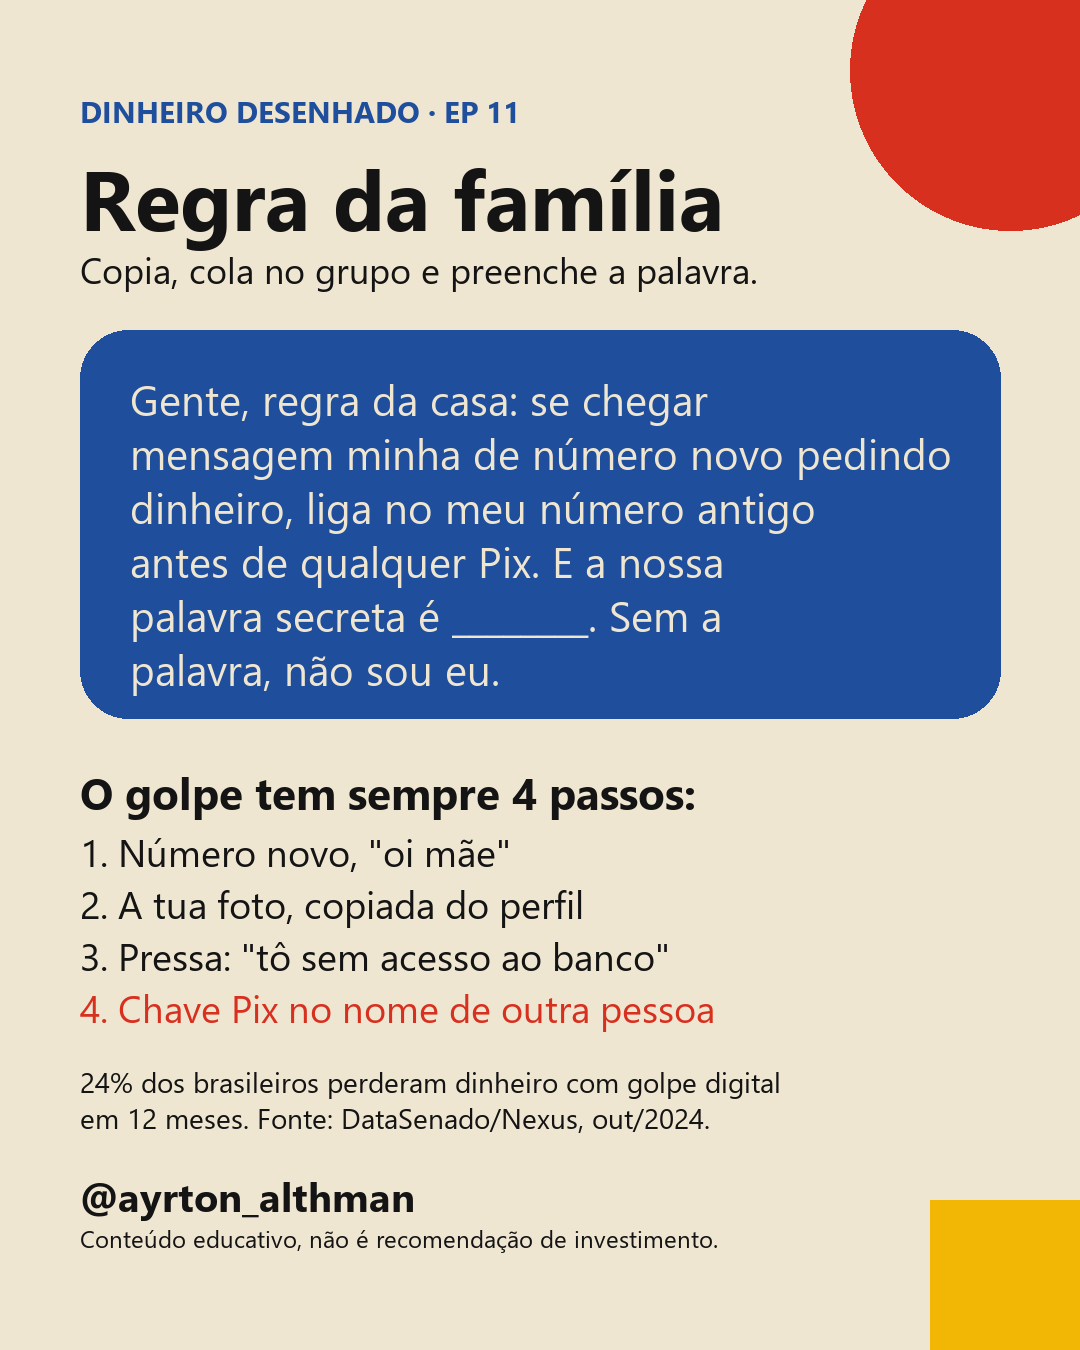 DINHEIRO DESENHADO · EP 11
Regra da família
Copia, cola no grupo e preenche a palavra.
Gente, regra da casa: se chegar
mensagem minha de número novo pedindo
dinheiro, liga no meu número antigo
antes de qualquer Pix. E a nossa
palavra secreta é _______. Sem a
palavra, não sou eu.
O golpe tem sempre 4 passos:
1. Número novo, "oi mãe"
2. A tua foto, copiada do perfil
3. Pressa: "tô sem acesso ao banco"
4. Chave Pix no nome de outra pessoa
24% dos brasileiros perderam dinheiro com golpe digital
em 12 meses. Fonte: DataSenado/Nexus, out/2024.
@ayrton_althman
Conteúdo educativo, não é recomendação de investimento.